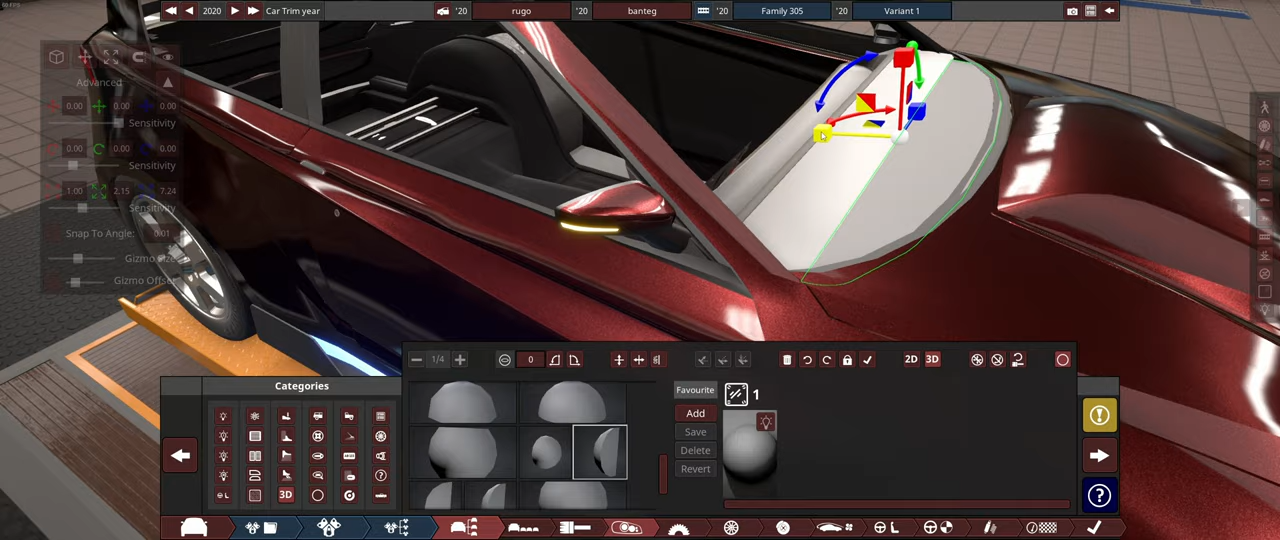 2020 Car Trim year '20 rugo '20 banteg '20 Family 305 '20 Variant 1
Advanced
0.00 0.00 0.00
Sensitivity
0.00 0.00 0.00
Sensitivity
1.00 2.15 7.24
Sensitivity
Snap To Angle: 0.01
Gizmo Size
Gizmo Offset
1/4 0 2D 3D
Categories
Favourite 1
Add
Save
Delete
Revert
3D